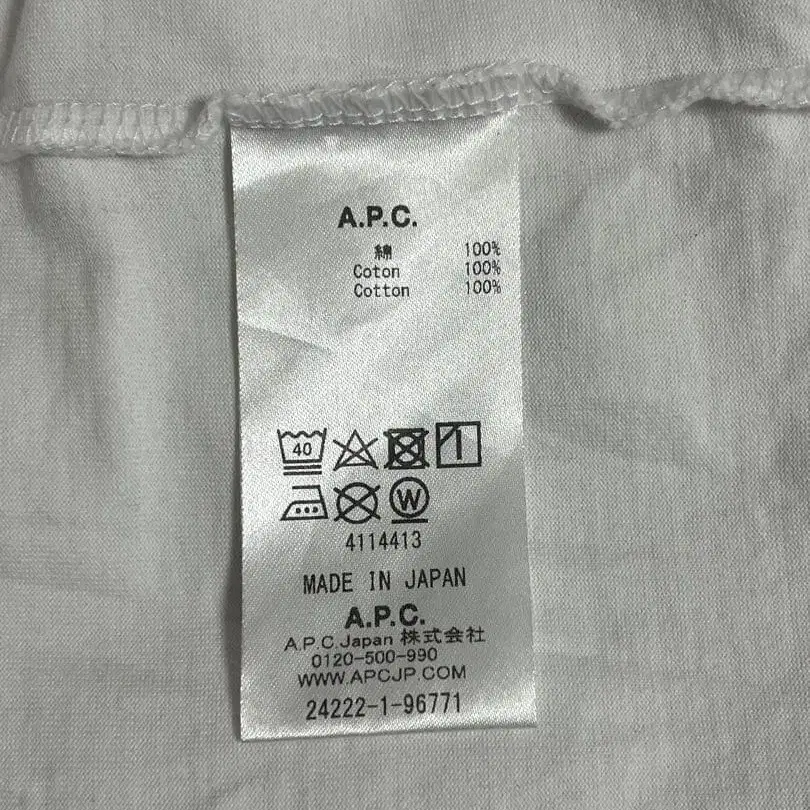 A.P.C.
綿 100%
Coton 100%
Cotton 100%
40
W
4114413
MADE IN JAPAN
A.P.C.
A.P.C.Japan 株式会社
0120-500-990
WWW.APCJP.COM
24222-1-96771